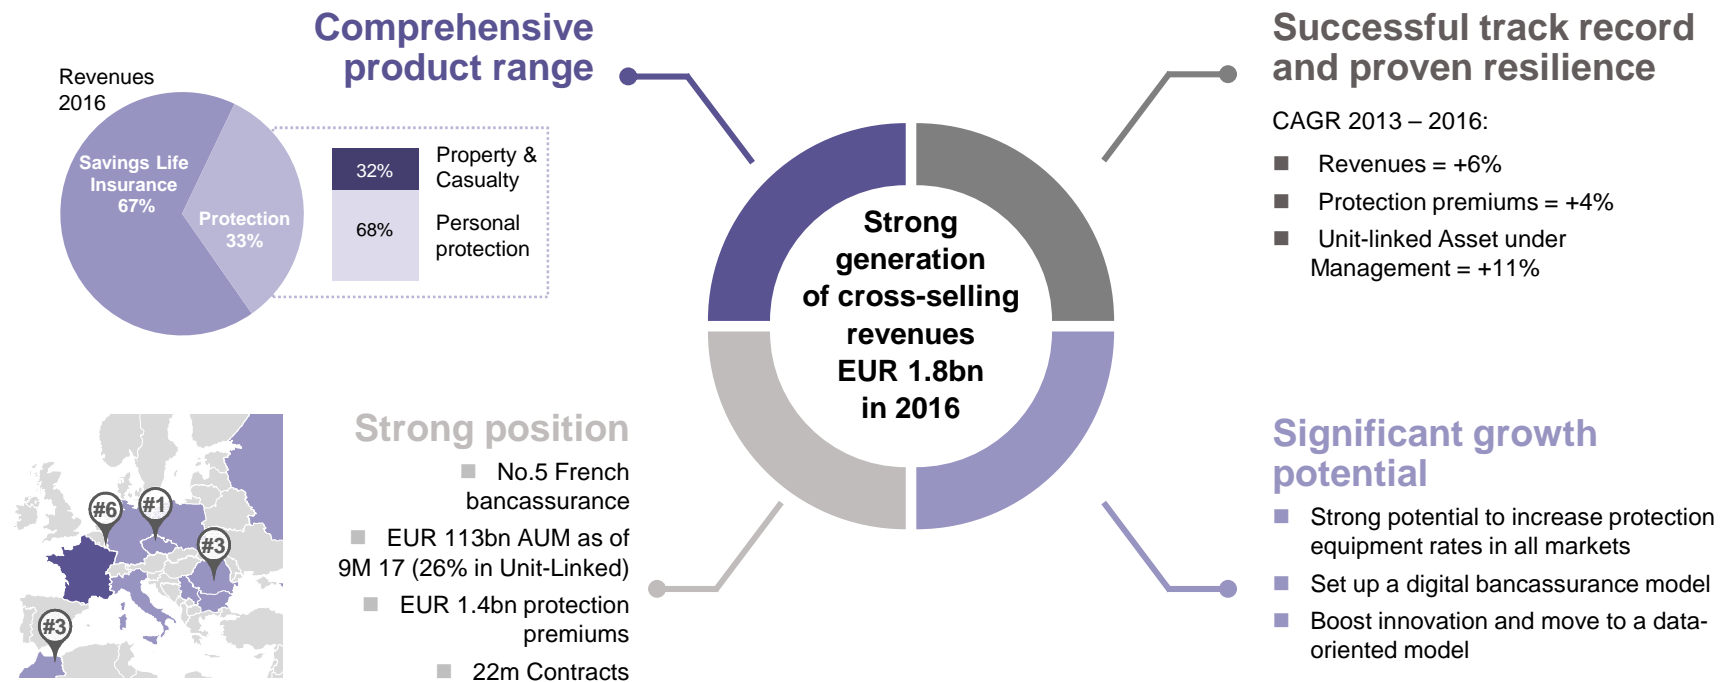 Comprehensive
product range
Revenues
2016
Savings Life
Insurance
67%
Protection
33%
32%
68%
Property &
Casualty
Personal
protection
Successful track record
and proven resilience
CAGR 2013 – 2016:
■ Revenues = +6%
■ Protection premiums = +4%
■ Unit-linked Asset under
Management = +11%
Strong
generation
of cross-selling
revenues
EUR 1.8bn
in 2016
#6
#1
#3
#3
Strong position
■ No.5 French
bancassurance
■ EUR 113bn AUM as of
9M 17 (26% in Unit-Linked)
■ EUR 1.4bn protection
premiums
■ 22m Contracts
Significant growth
potential
■ Strong potential to increase protection
equipment rates in all markets
■ Set up a digital bancassurance model
■ Boost innovation and move to a data-
oriented model